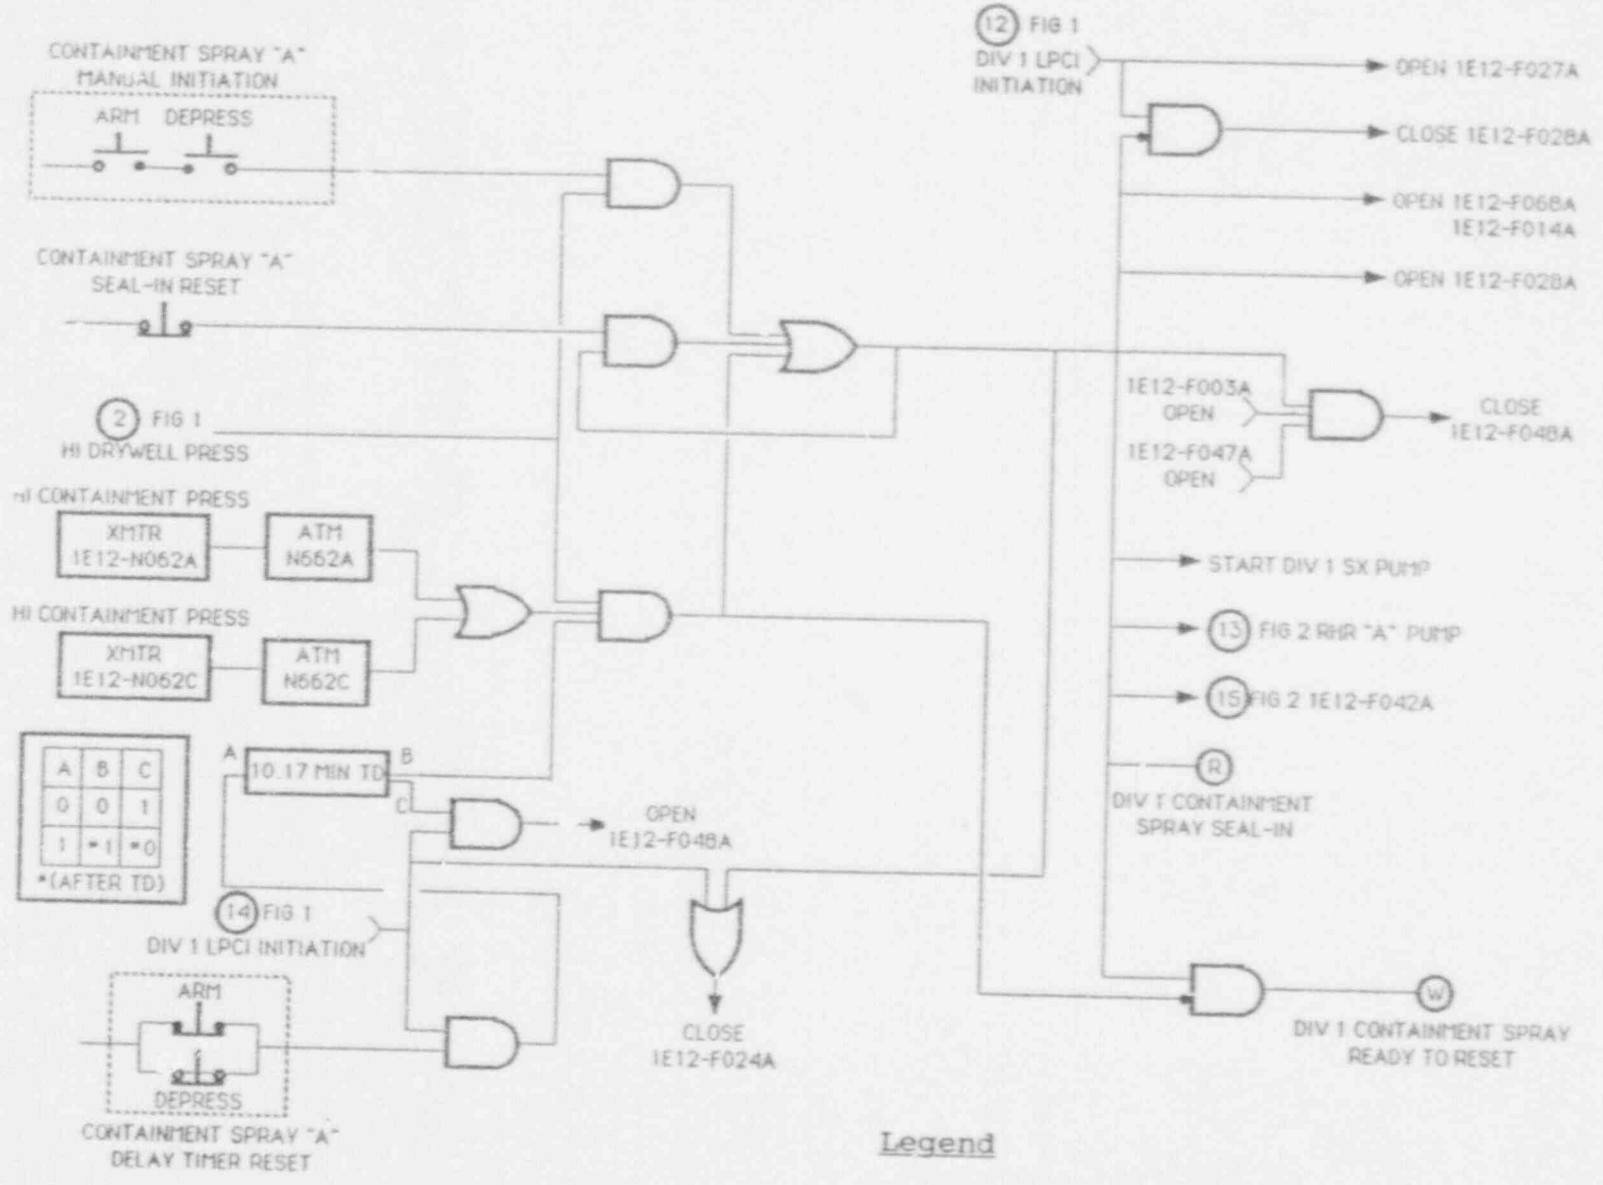 CONTAINMENT SPRAY "A"
MANUAL INITIATION
ARM DEPRESS
CONTAINMENT SPRAY "A"
SEAL-IN RESET
2 FIG 1
HI DRYWELL PRESS
HI CONTAINMENT PRESS
XMTR
1E12-N062A
ATM
N662A
HI CONTAINMENT PRESS
XMTR
1E12-N062C
ATM
N662C
A B C
0 0 1
1 *1 *0
*(AFTER TD)
A
10.17 MIN TD
B
C
OPEN
1E12-F048A
14 FIG 1
DIV 1 LPCI INITIATION
ARM
DEPRESS
CONTAINMENT SPRAY "A"
DELAY TIMER RESET
CLOSE
1E12-F024A
12 FIG 1
DIV 1 LPCI
INITIATION
OPEN 1E12-F027A
CLOSE 1E12-F028A
OPEN 1E12-F068A
1E12-F014A
OPEN 1E12-F028A
1E12-F003A
OPEN
1E12-F047A
OPEN
CLOSE
1E12-F048A
START DIV 1 SX PUMP
13 FIG 2 RHR "A" PUMP
15 FIG 2 1E12-F042A
R
DIV 1 CONTAINMENT
SPRAY SEAL-IN
W
DIV 1 CONTAINMENT SPRAY
READY TO RESET
Legend